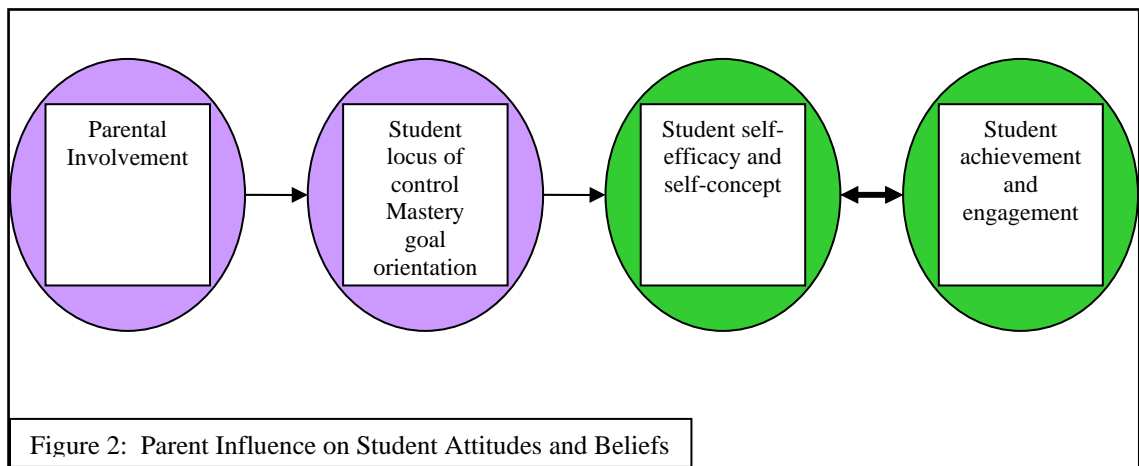 Parental
Involvement
Student
locus of
control
Mastery
goal
orientation
Student self-
efficacy and
self-concept
Student
achievement
and
engagement
Figure 2:  Parent Influence on Student Attitudes and Beliefs